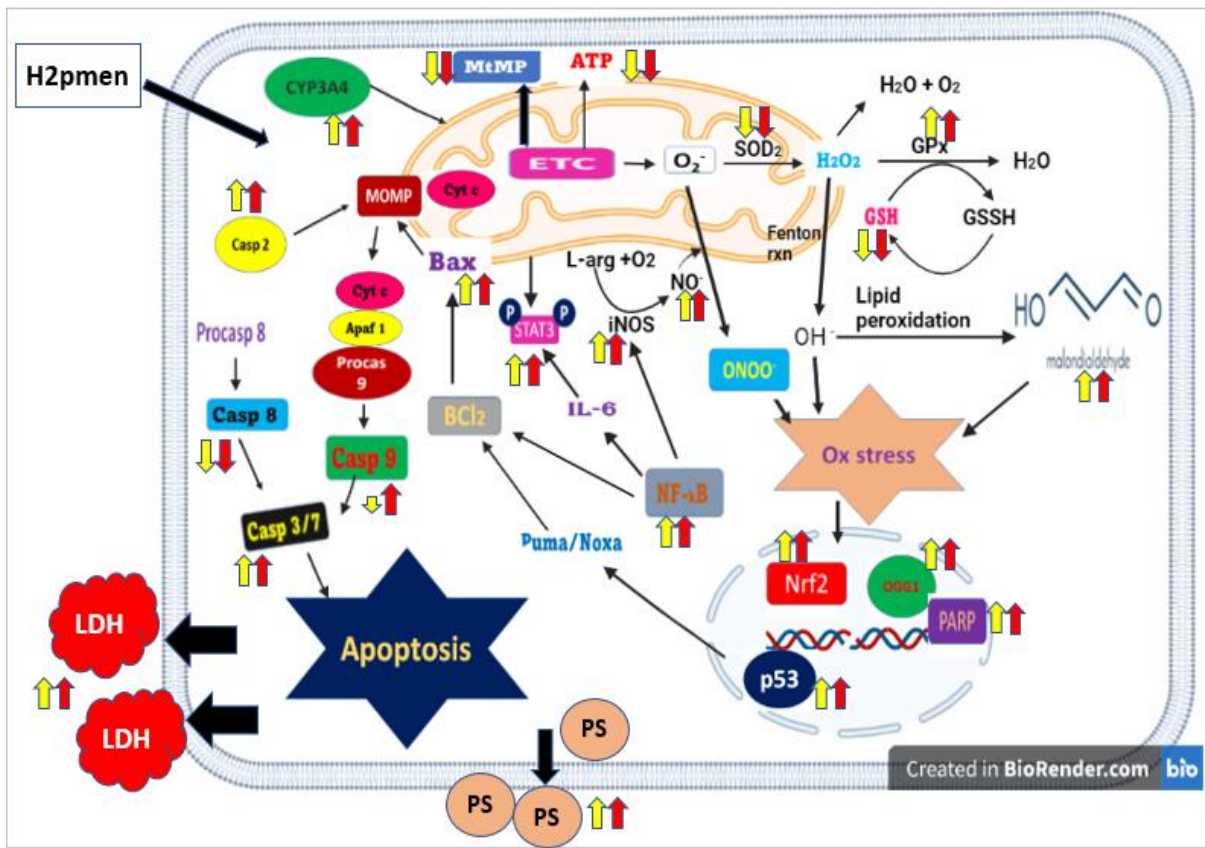 H2pmen
CYP3A4
MtMP
ATP
H₂O + O₂
ETC
O₂⁻
SOD₂
H₂O₂
GPx
H₂O
GSH
GSSH
MOMP
Cyt c
Casp 2
Bax
Fenton
rxn
L-arg +O2
NO⁻
iNOS
P
P
STAT3
Cyt c
Apaf 1
Procas
9
Procasp 8
Casp 8
Casp 9
Casp 3/7
BCl₂
IL-6
NF-kB
Puma/Noxa
ONOO⁻
OH⁻
Lipid
peroxidation
HO
O
malondialdehyde
Ox stress
Nrf2
OGG1
PARP
p53
Apoptosis
LDH
LDH
PS
PS
PS
Created in BioRender.com bio